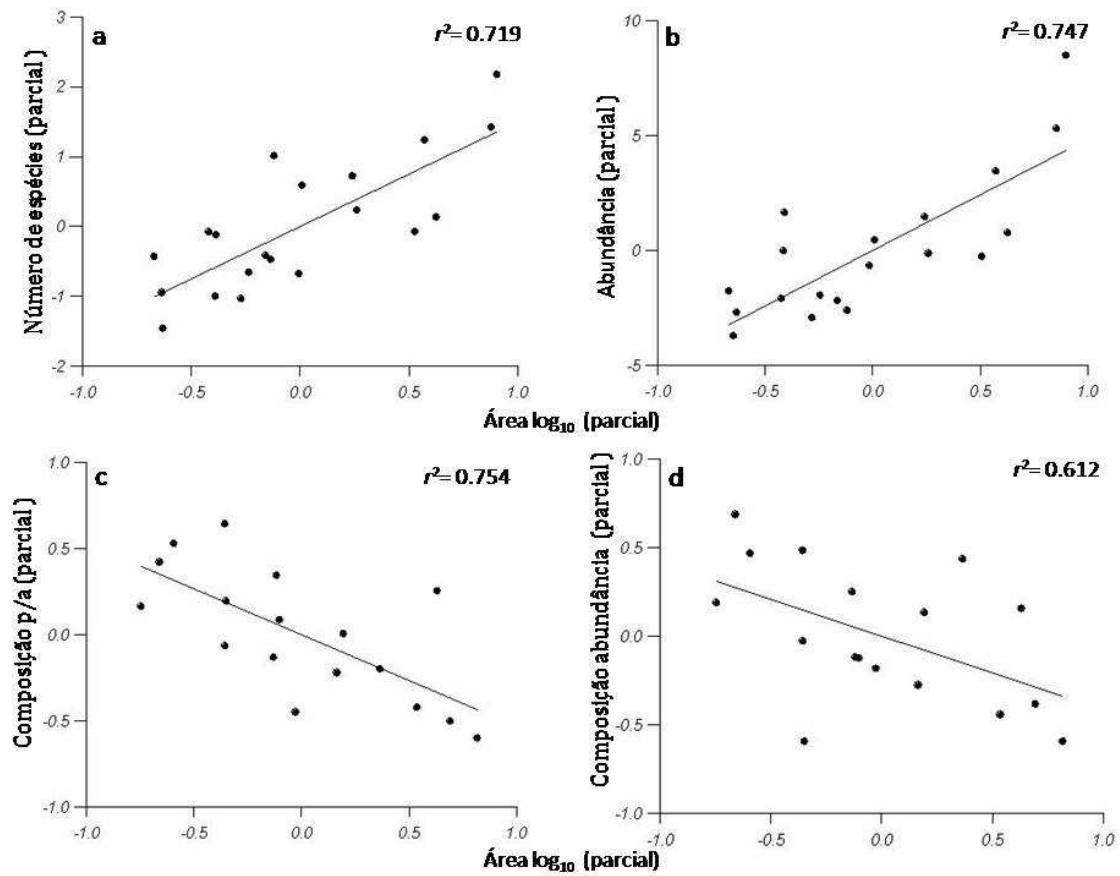 a
r²= 0.719
Número de espécies (parcial)
3
2
1
0
-1
-2
-1.0
-0.5
0.0
0.5
1.0
b
r²= 0.747
Abundância (parcial)
10
5
0
-5
-1.0
-0.5
0.0
0.5
1.0
Área log₁₀ (parcial)
c
r²= 0.754
Composição p/a (parcial)
1.0
0.5
0.0
-0.5
-1.0
-1.0
-0.5
0.0
0.5
1.0
d
r²= 0.612
Composição abundância (parcial)
1.0
0.5
0.0
-0.5
-1.0
-1.0
-0.5
0.0
0.5
1.0
Área log₁₀ (parcial)